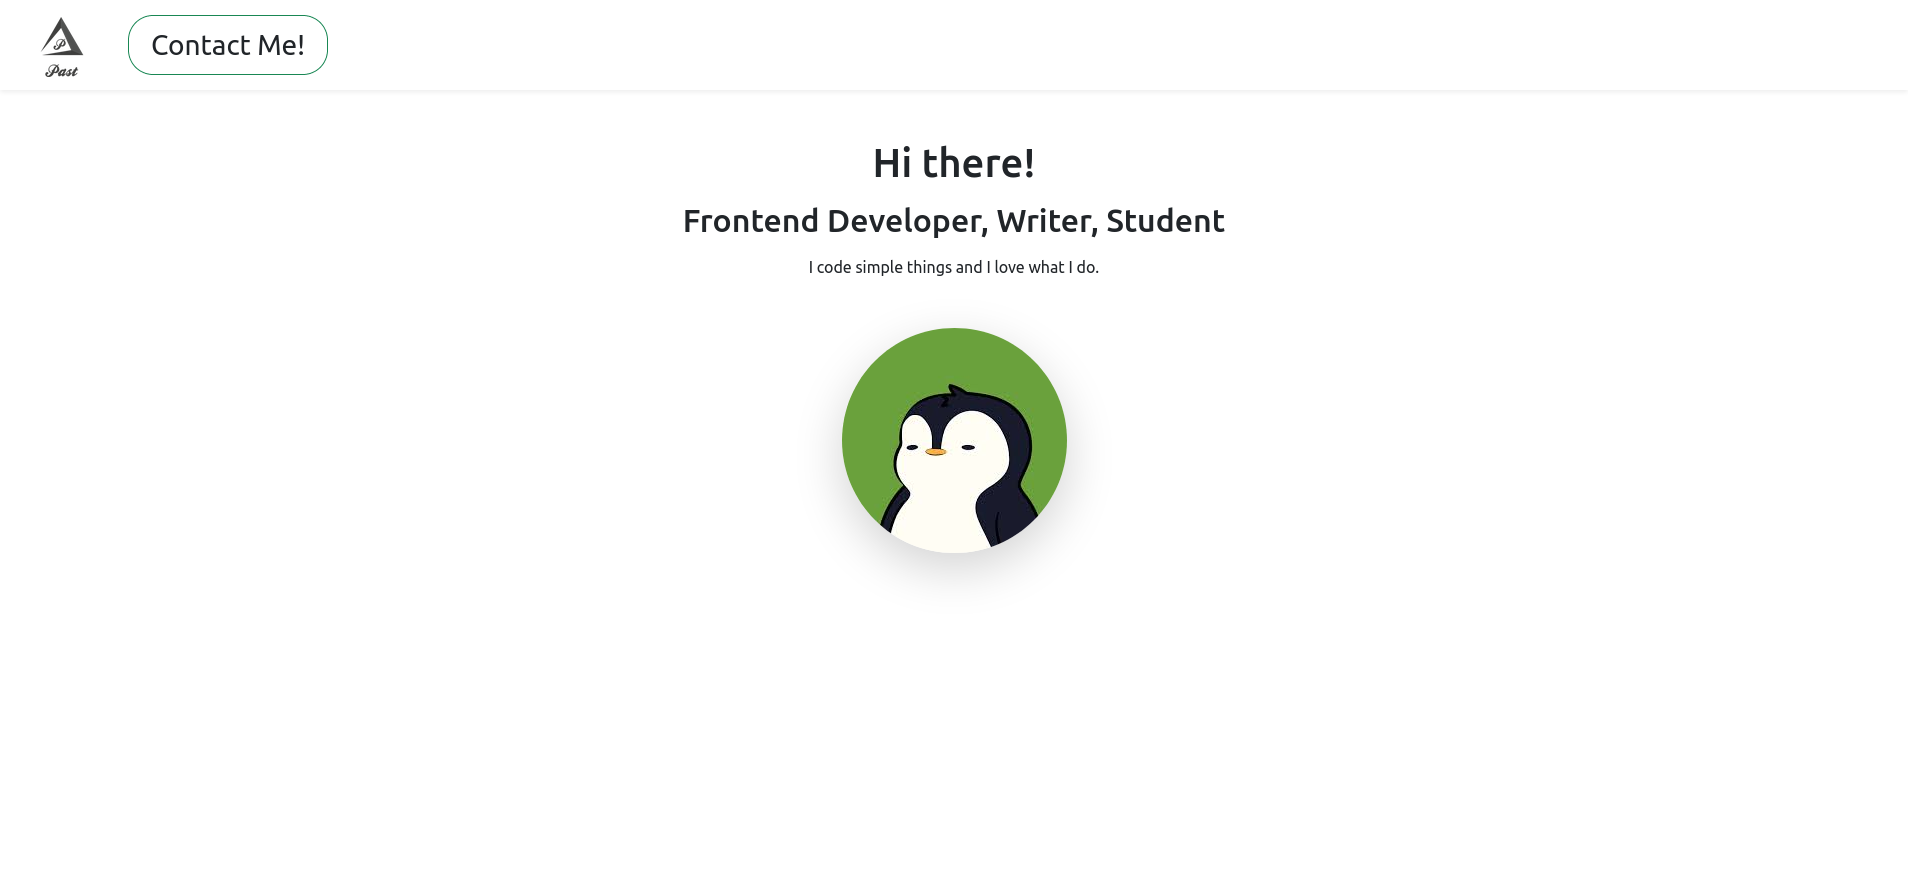 P
Past
Contact Me!
Hi there!
Frontend Developer, Writer, Student
I code simple things and I love what I do.